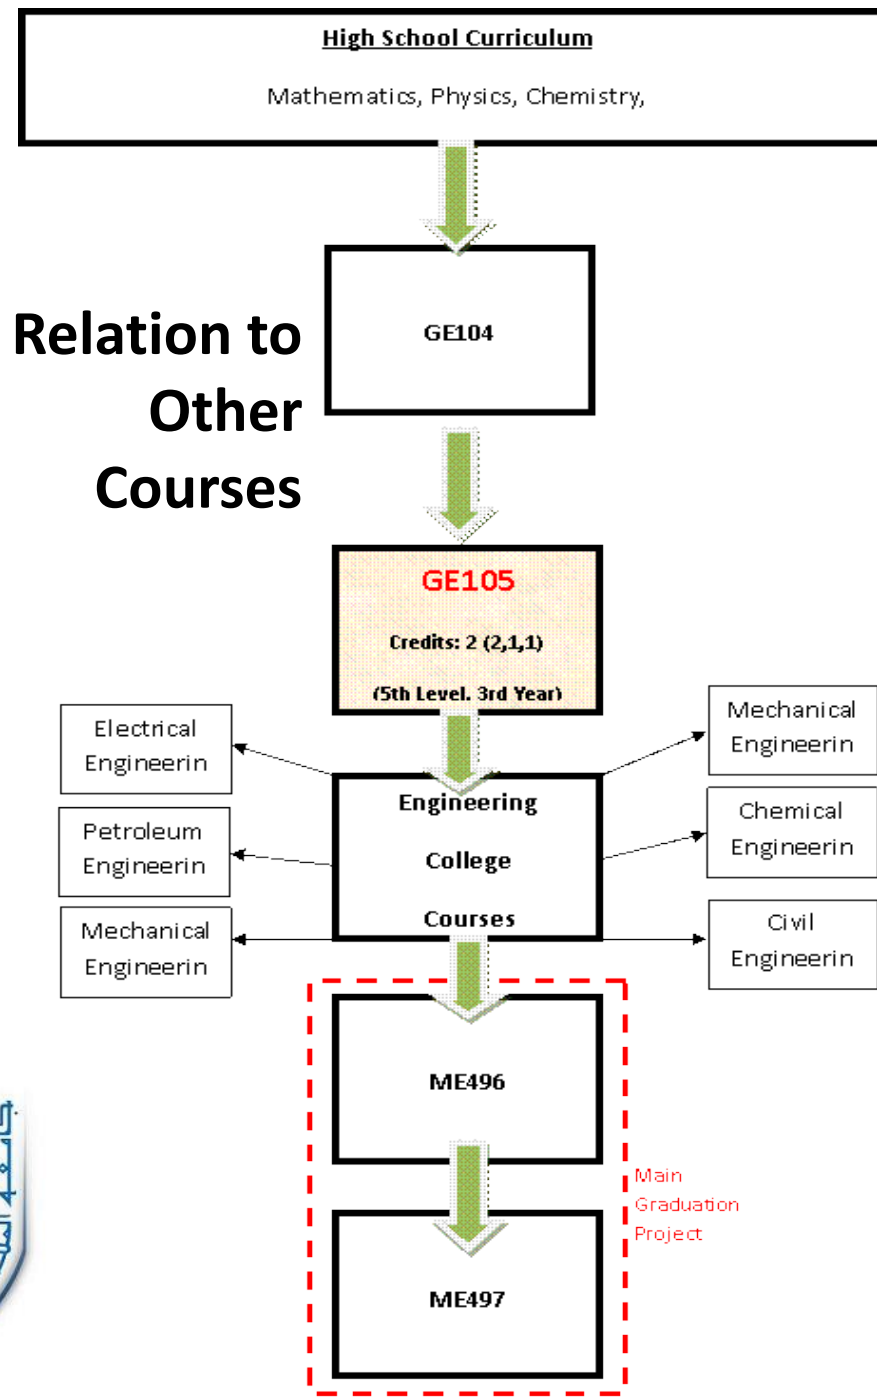 High School Curriculum
Mathematics, Physics, Chemistry,
GE104
Relation to
Other
Courses
GE105
Credits: 2 (2,1,1)
(5th Level. 3rd Year)
Electrical
Engineerin
Petroleum
Engineerin
Mechanical
Engineerin
Engineering
College
Courses
Mechanical
Engineerin
Chemical
Engineerin
Civil
Engineerin
ME496
Main
Graduation
Project
ME497